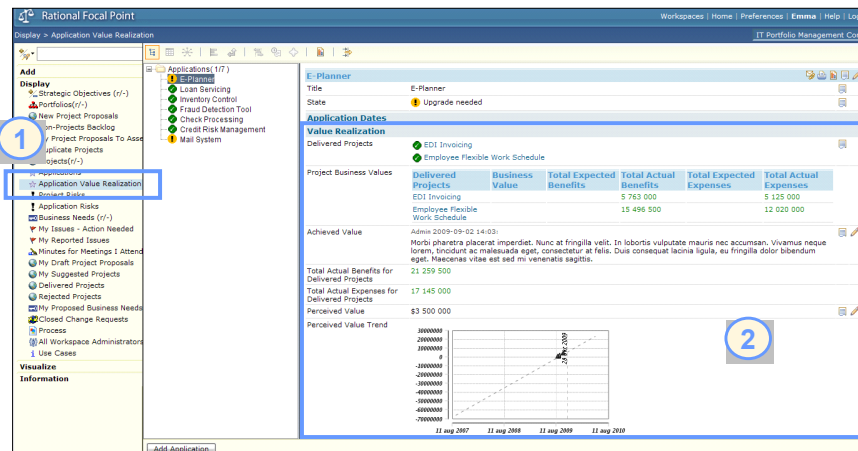 Rational Focal Point
Workspaces | Home | Preferences | Emma | Help | Log
Display > Application Value Realization
IT Portfolio Management Con
Add
Display
Strategic Objectives (r/-)
Portfolios(r/-)
New Project Proposals
on-Projects Backlog
y Project Proposals To Asse
uplicate Projects
rojects(r/-)
Applications
Application Value Realization
Project Risks
Application Risks
Business Needs (r/-)
My Issues - Action Needed
My Reported Issues
Minutes for Meetings I Attend
My Draft Project Proposals
My Suggested Projects
Delivered Projects
Rejected Projects
My Proposed Business Needs
Closed Change Requests
Process
All Workspace Administrators
Use Cases
Visualize
Information
1
Applications(1/7)
E-Planner
Loan Servicing
Inventory Control
Fraud Detection Tool
Check Processing
Credit Risk Management
Mail System
Add Application
E-Planner
Title E-Planner
State Upgrade needed
Application Dates
Value Realization
Delivered Projects EDI Invoicing
Employee Flexible Work Schedule
Project Business Values
Delivered Projects Business Value Total Expected Benefits Total Actual Benefits Total Expected Expenses Total Actual Expenses
EDI Invoicing 5 763 000 5 125 000
Employee Flexible Work Schedule 15 496 500 12 020 000
Achieved Value Admin 2009-09-02 14:03:
Morbi pharetra placerat imperdiet. Nunc at fringilla velit. In lobortis vulputate mauris nec accumsan. Vivamus neque
lorem, tincidunt ac malesuada eget, consectetur at felis. Duis consequat lacinia ligula, eu fringilla dolor bibendum
eget. Maecenas vitae est sed mi venenatis sagittis.
Total Actual Benefits for Delivered Projects 21 259 500
Total Actual Expenses for Delivered Projects 17 145 000
Perceived Value $3 500 000
Perceived Value Trend
30000000
20000000
10000000
0
-10000000
-20000000
-30000000
-40000000
-50000000
-60000000
-70000000
11 aug 2007 11 aug 2008 11 aug 2009 11 aug 2010
2